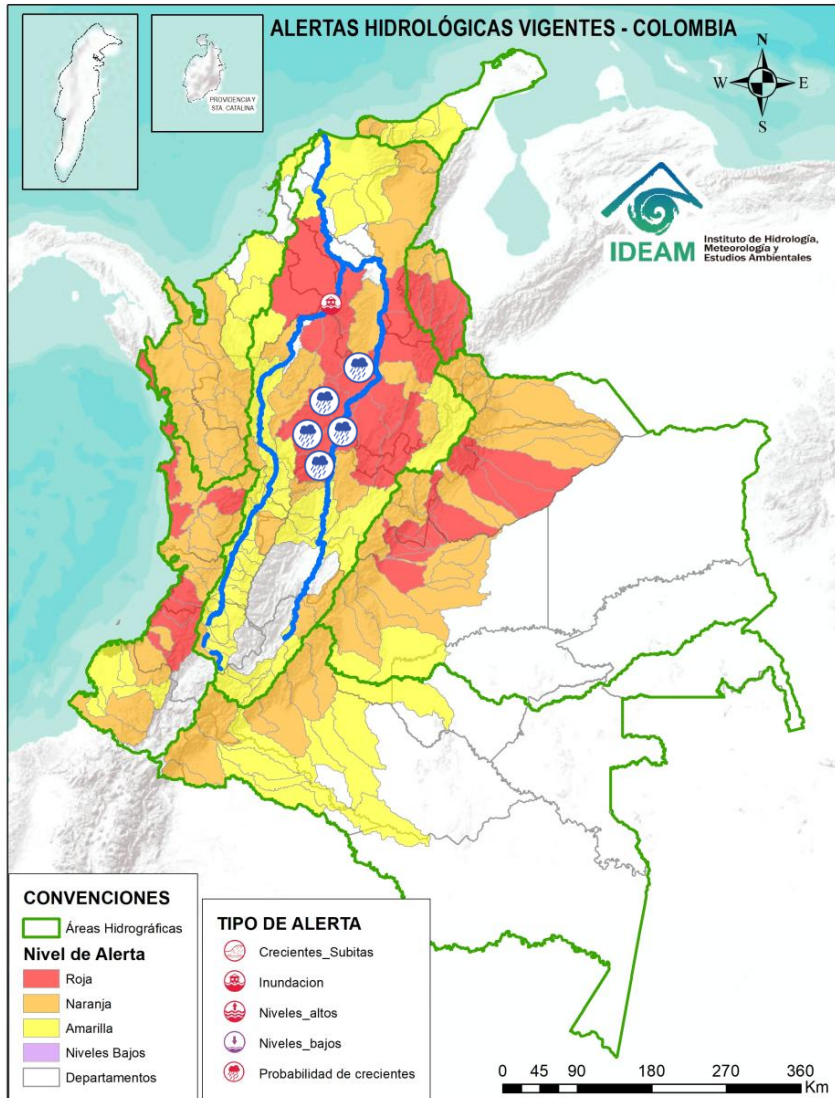 ALERTAS HIDROLÓGICAS VIGENTES - COLOMBIA
PROVIDENCIA Y
STA. CATALINA
N
W
E
S
IDEAM
Instituto de Hidrología,
Meteorología y
Estudios Ambientales
CONVENCIONES
Áreas Hidrográficas
Nivel de Alerta
Roja
Naranja
Amarilla
Niveles Bajos
Departamentos
TIPO DE ALERTA
Crecientes_Subitas
Inundacion
Niveles_altos
Niveles_bajos
Probabilidad de crecientes
0 45 90 180 270 360
Km